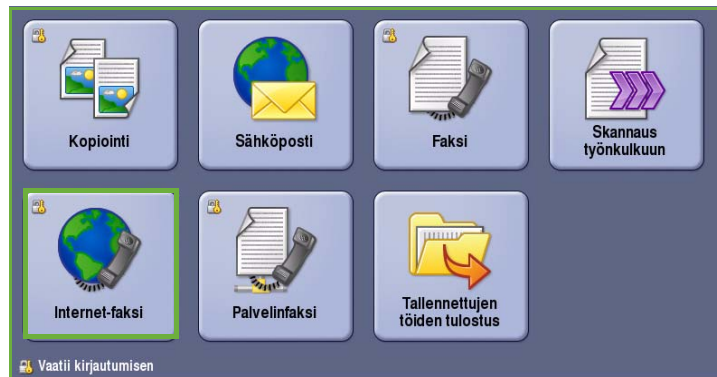 Kopiointi
Sähköposti
Faksi
Skannaus
työnkulkuun
Internet-faksi
Palvelinfaksi
Tallennettujen
töiden tulostus
Vaatii kirjautumisen